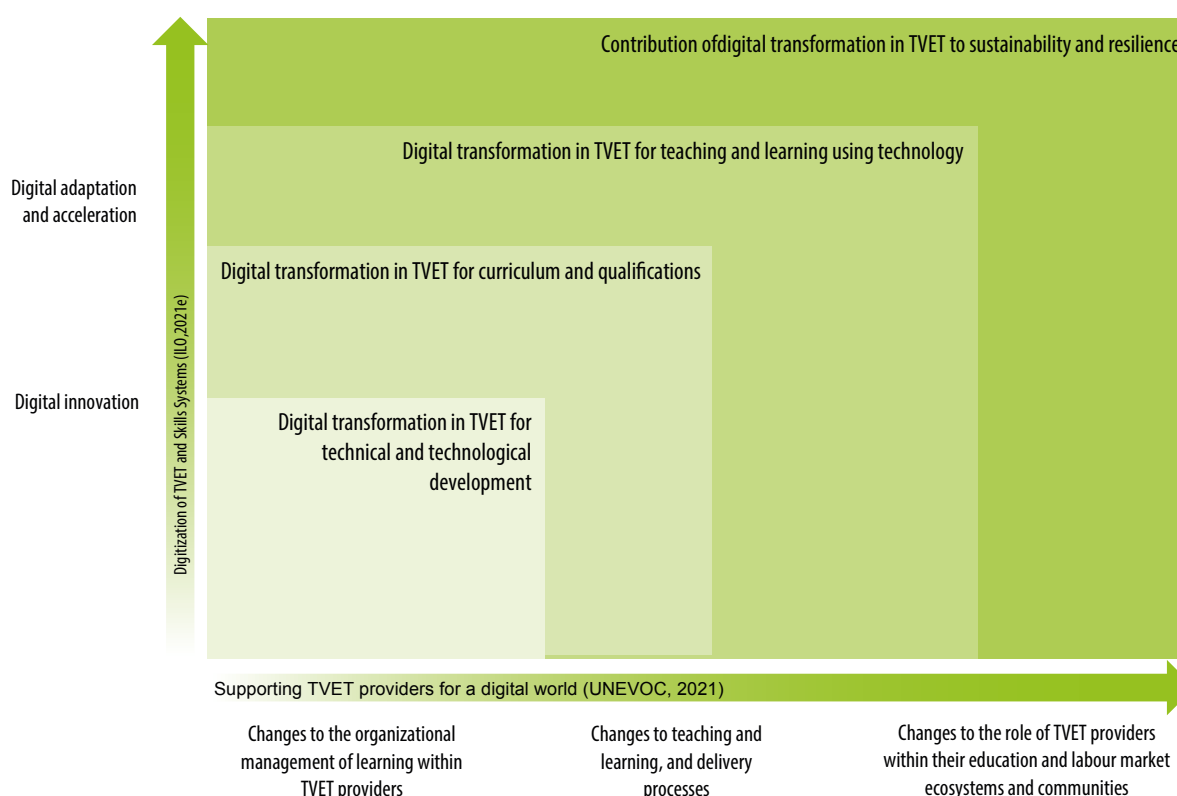 Contribution ofdigital transformation in TVET to sustainability and resilience
Digital transformation in TVET for teaching and learning using technology
Digital adaptation
and acceleration
Digital transformation in TVET for curriculum and qualifications
Digitization of TVET and Skills Systems (ILO,2021e)
Digital innovation
Digital transformation in TVET for
technical and technological
development
Supporting TVET providers for a digital world (UNEVOC, 2021)
Changes to the organizational
management of learning within
TVET providers
Changes to teaching and
learning, and delivery
processes
Changes to the role of TVET providers
within their education and labour market
ecosystems and communities